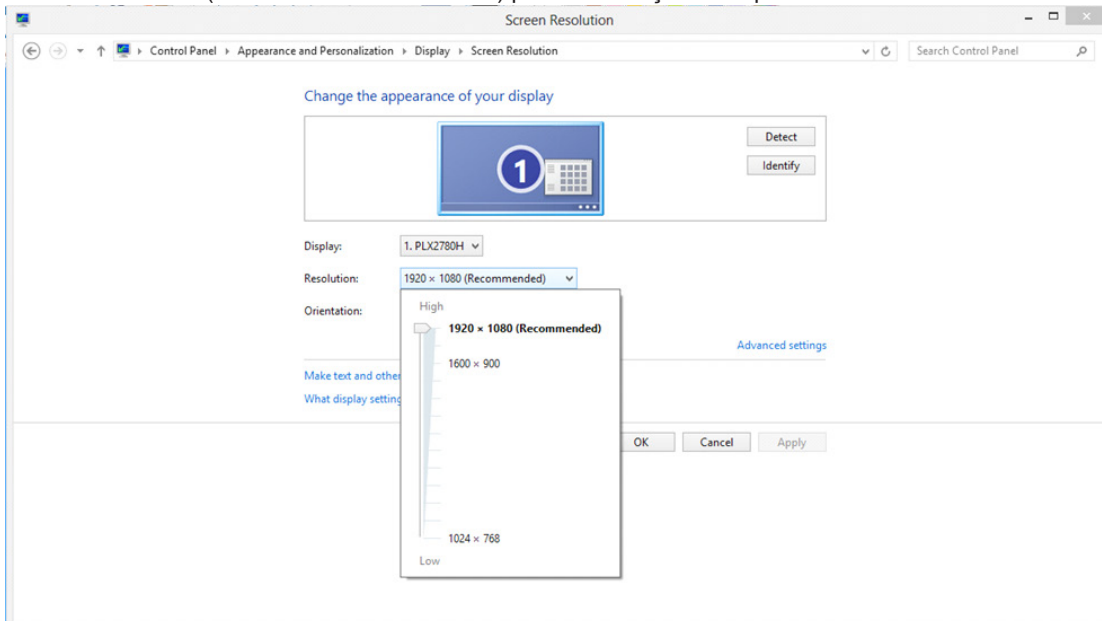 Screen Resolution
Control Panel Appearance and Personalization Display Screen Resolution
Search Control Panel
Change the appearance of your display
1
Detect
Identify
Display: 1. PLX2780H
Resolution: 1920 × 1080 (Recommended)
Orientation:
High
1920 × 1080 (Recommended)
Advanced settings
1600 × 900
Make text and other
What display setting
OK Cancel Apply
1024 × 768
Low